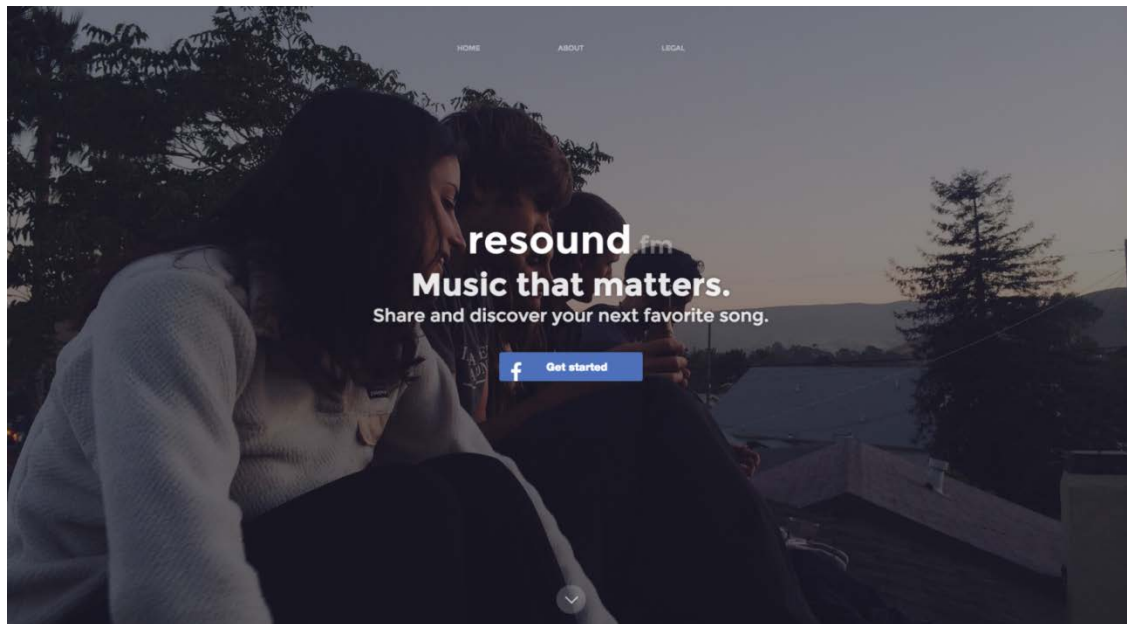 HOME ABOUT LEGAL
resound.fm
Music that matters.
Share and discover your next favorite song.
f Get started